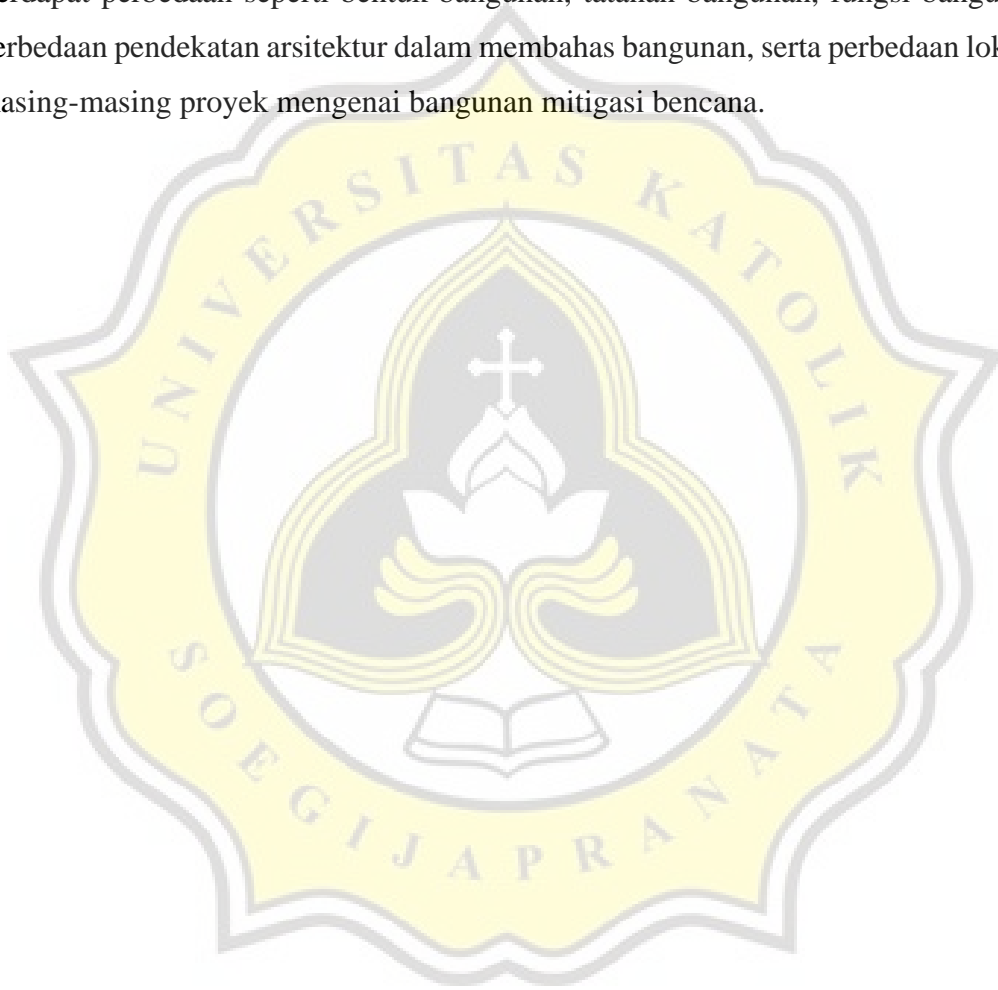 erdapat perbedaan seperti bentuk bangunan, tatanan bangunan, fungsi bangu
erbedaan pendekatan arsitektur dalam membahas bangunan, serta perbedaan lok
asing-masing proyek mengenai bangunan mitigasi bencana.
UNIVERSITAS KATOLIK
SOEGIJAPRANATA